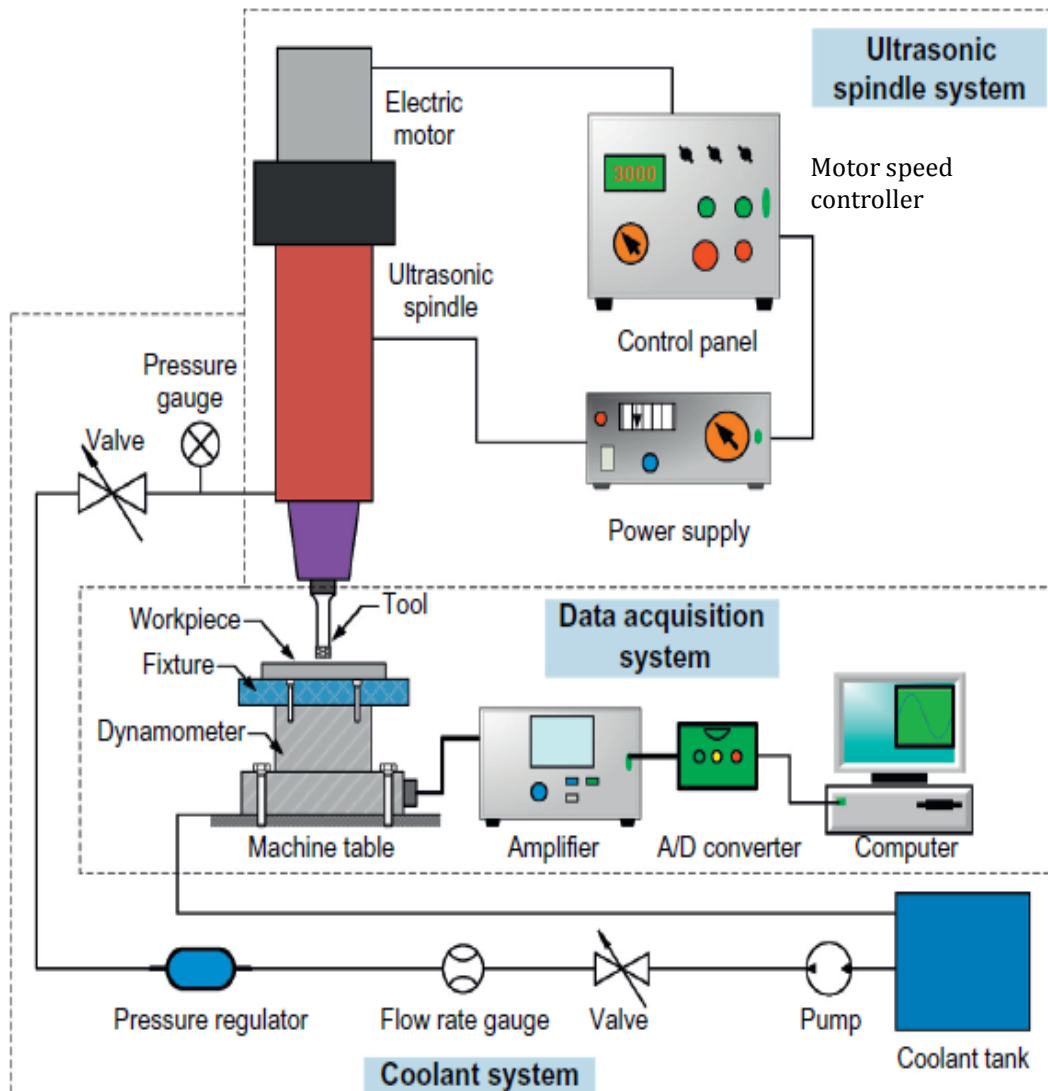 Ultrasonic
spindle system
Electric
motor
3000
Motor speed
controller
Ultrasonic
spindle
Control panel
Pressure
gauge
Valve
Power supply
Tool
Workpiece
Data acquisition
system
Fixture
Dynamometer
Machine table
Amplifier
A/D converter
Computer
Pressure regulator
Flow rate gauge
Valve
Pump
Coolant tank
Coolant system